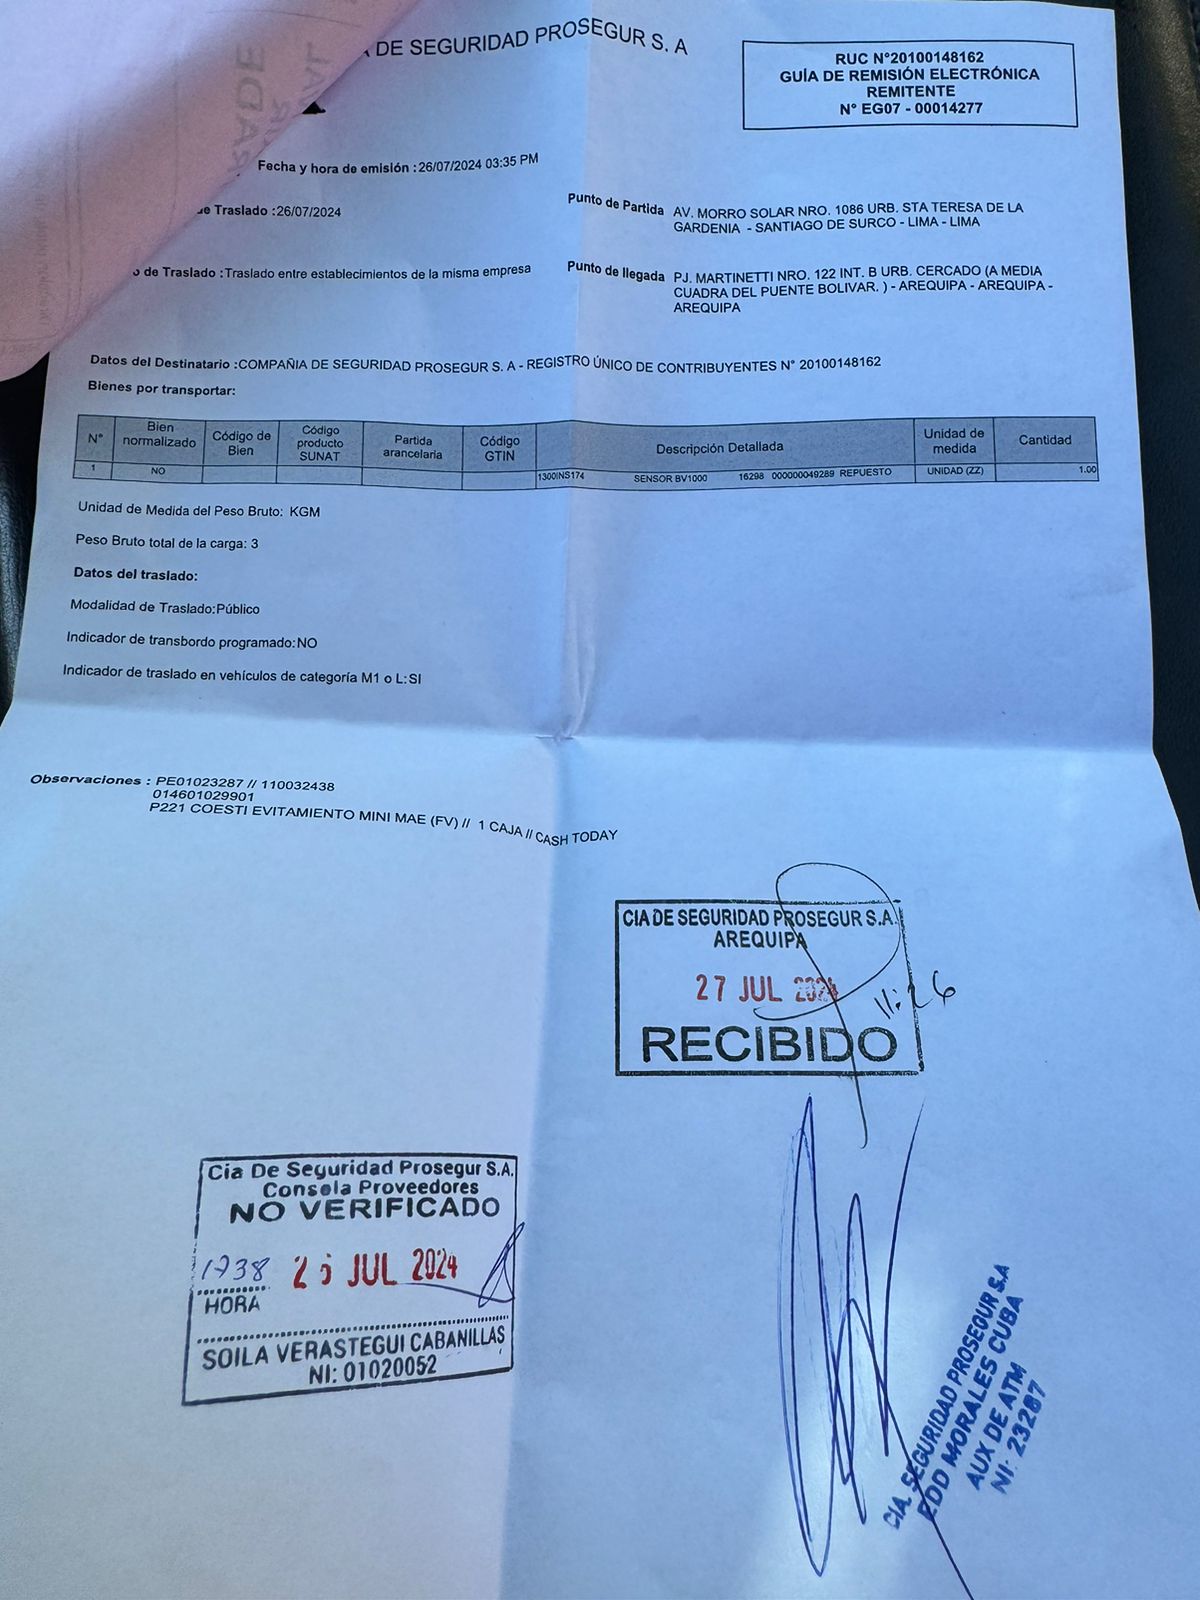 DE SEGURIDAD PROSEGUR S. A
RUC N°20100148162
GUÍA DE REMISIÓN ELECTRÓNICA
REMITENTE
N° EG07 - 00014277
Fecha y hora de emisión :26/07/2024 03:35 PM
de Traslado :26/07/2024
Punto de Partida AV. MORRO SOLAR NRO. 1086 URB. STA TERESA DE LA
GARDENIA - SANTIAGO DE SURCO - LIMA - LIMA
de Traslado :Traslado entre establecimientos de la misma empresa
Punto de llegada PJ. MARTINETTI NRO. 122 INT. B URB. CERCADO (A MEDIA
CUADRA DEL PUENTE BOLIVAR. ) - AREQUIPA - AREQUIPA -
AREQUIPA
Datos del Destinatario :COMPAÑIA DE SEGURIDAD PROSEGUR S. A - REGISTRO ÚNICO DE CONTRIBUYENTES N° 20100148162
Bienes por transportar:
N° Bien normalizado Código de Bien Código producto SUNAT Partida arancelaria Código GTIN Descripción Detallada Unidad de medida Cantidad
1 NO 1300INS174 SENSOR BV1000 16298 000000049289 REPUESTO UNIDAD (ZZ) 1.00
Unidad de Medida del Peso Bruto: KGM
Peso Bruto total de la carga: 3
Datos del traslado:
Modalidad de Traslado:Público
Indicador de transbordo programado:NO
Indicador de traslado en vehículos de categoría M1 o L:SI
Observaciones : PE01023287 // 110032438
014601029901
P221 COESTI EVITAMIENTO MINI MAE (FV) // 1 CAJA // CASH TODAY
CIA DE SEGURIDAD PROSEGUR S.A.
AREQUIPA
27 JUL 2024 11:26
RECIBIDO
Cia De Seguridad Prosegur S.A.
Consola Proveedores
NO VERIFICADO
1738 26 JUL 2024
HORA
SOILA VERASTEGUI CABANILLAS
NI: 01020052
CIA. SEGURIDAD PROSEGUR S.A
EDD MORALES CUBA
AUX DE ATM
NI: 23287